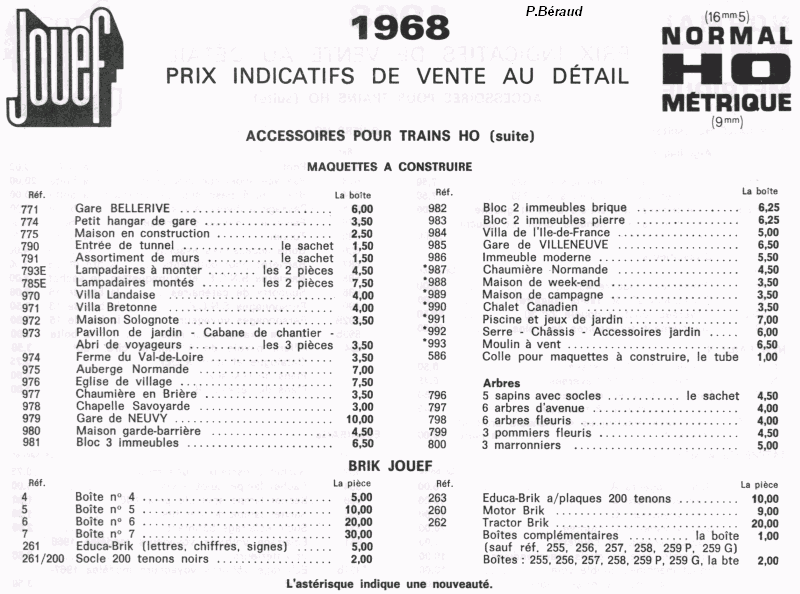 Jouef
P.Béraud
1968
PRIX INDICATIFS DE VENTE AU DÉTAIL
(16mm5)
NORMAL
HO
MÉTRIQUE
(9mm)
ACCESSOIRES POUR TRAINS HO (suite)
MAQUETTES A CONSTRUIRE
Réf. La boîte
771 Gare BELLERIVE 6,00
774 Petit hangar de gare 3,50
775 Maison en construction 2,50
790 Entrée de tunnel le sachet 1,50
791 Assortiment de murs le sachet 1,50
793E Lampadaires à monter les 2 pièces 4,50
785E Lampadaires montés les 2 pièces 7,50
970 Villa Landaise 4,00
971 Villa Bretonne 4,00
972 Maison Solognote 3,50
973 Pavillon de jardin - Cabane de chantier -
Abri de voyageurs les 3 pièces 3,50
974 Ferme du Val-de-Loire 3,50
975 Auberge Normande 7,00
976 Eglise de village 7,50
977 Chaumière en Brière 3,50
978 Chapelle Savoyarde 3,00
979 Gare de NEUVY 10,00
980 Maison garde-barrière 4,50
981 Bloc 3 immeubles 6,50
Réf. La boîte
982 Bloc 2 immeubles brique 6,25
983 Bloc 2 immeubles pierre 6,25
984 Villa de l'Ile-de-France 5,00
985 Gare de VILLENEUVE 6,50
986 Immeuble moderne 5,50
*987 Chaumière Normande 4,50
*988 Maison de week-end 3,50
*989 Maison de campagne 3,50
*990 Chalet Canadien 3,50
*991 Piscine et jeux de jardin 7,00
*992 Serre - Châssis - Accessoires jardin 6,00
*993 Moulin à vent 6,50
586 Colle pour maquettes à construire, le tube 1,00
Arbres
796 5 sapins avec socles le sachet 4,50
797 6 arbres d'avenue 4,00
798 6 arbres fleuris 4,00
799 3 pommiers fleuris 4,50
800 3 marronniers 5,00
BRIK JOUEF
Réf. La pièce
4 Boîte nº 4 5,00
5 Boîte nº 5 10,00
6 Boîte nº 6 20,00
7 Boîte nº 7 30,00
261 Educa-Brik (lettres, chiffres, signes) 5,00
261/200 Socle 200 tenons noirs 2,00
Réf. La pièce
263 Educa-Brik a/plaques 200 tenons 10,00
260 Motor Brik 9,00
262 Tractor Brik 20,00
Boîtes complémentaires la boîte 1,00
(sauf réf. 255, 256, 257, 258, 259 P, 259 G)
Boîtes : 255, 256, 257, 258, 259 P, 259 G, la bte 2,00
L'astérisque indique une nouveauté.